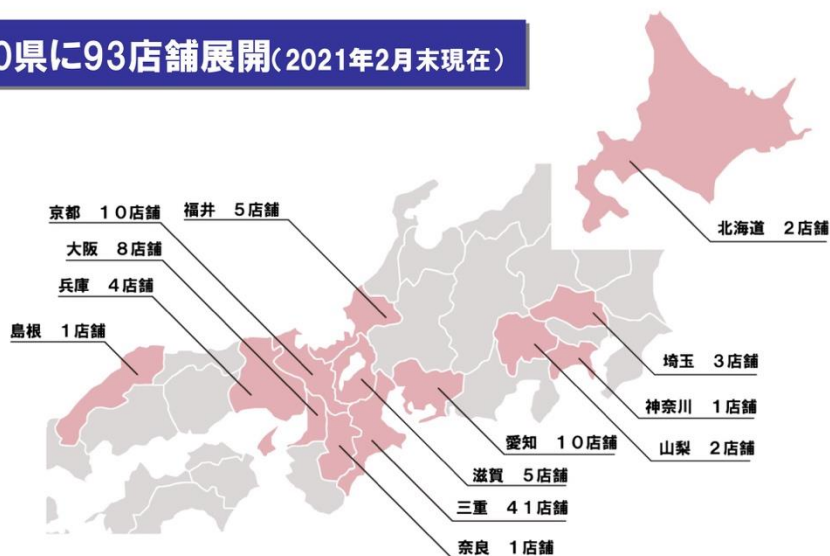 0県に93店舗展開(2021年2月末現在)
京都 10店舗
福井 5店舗
大阪 8店舗
兵庫 4店舗
島根 1店舗
北海道 2店舗
埼玉 3店舗
神奈川 1店舗
山梨 2店舗
愛知 10店舗
滋賀 5店舗
三重 41店舗
奈良 1店舗